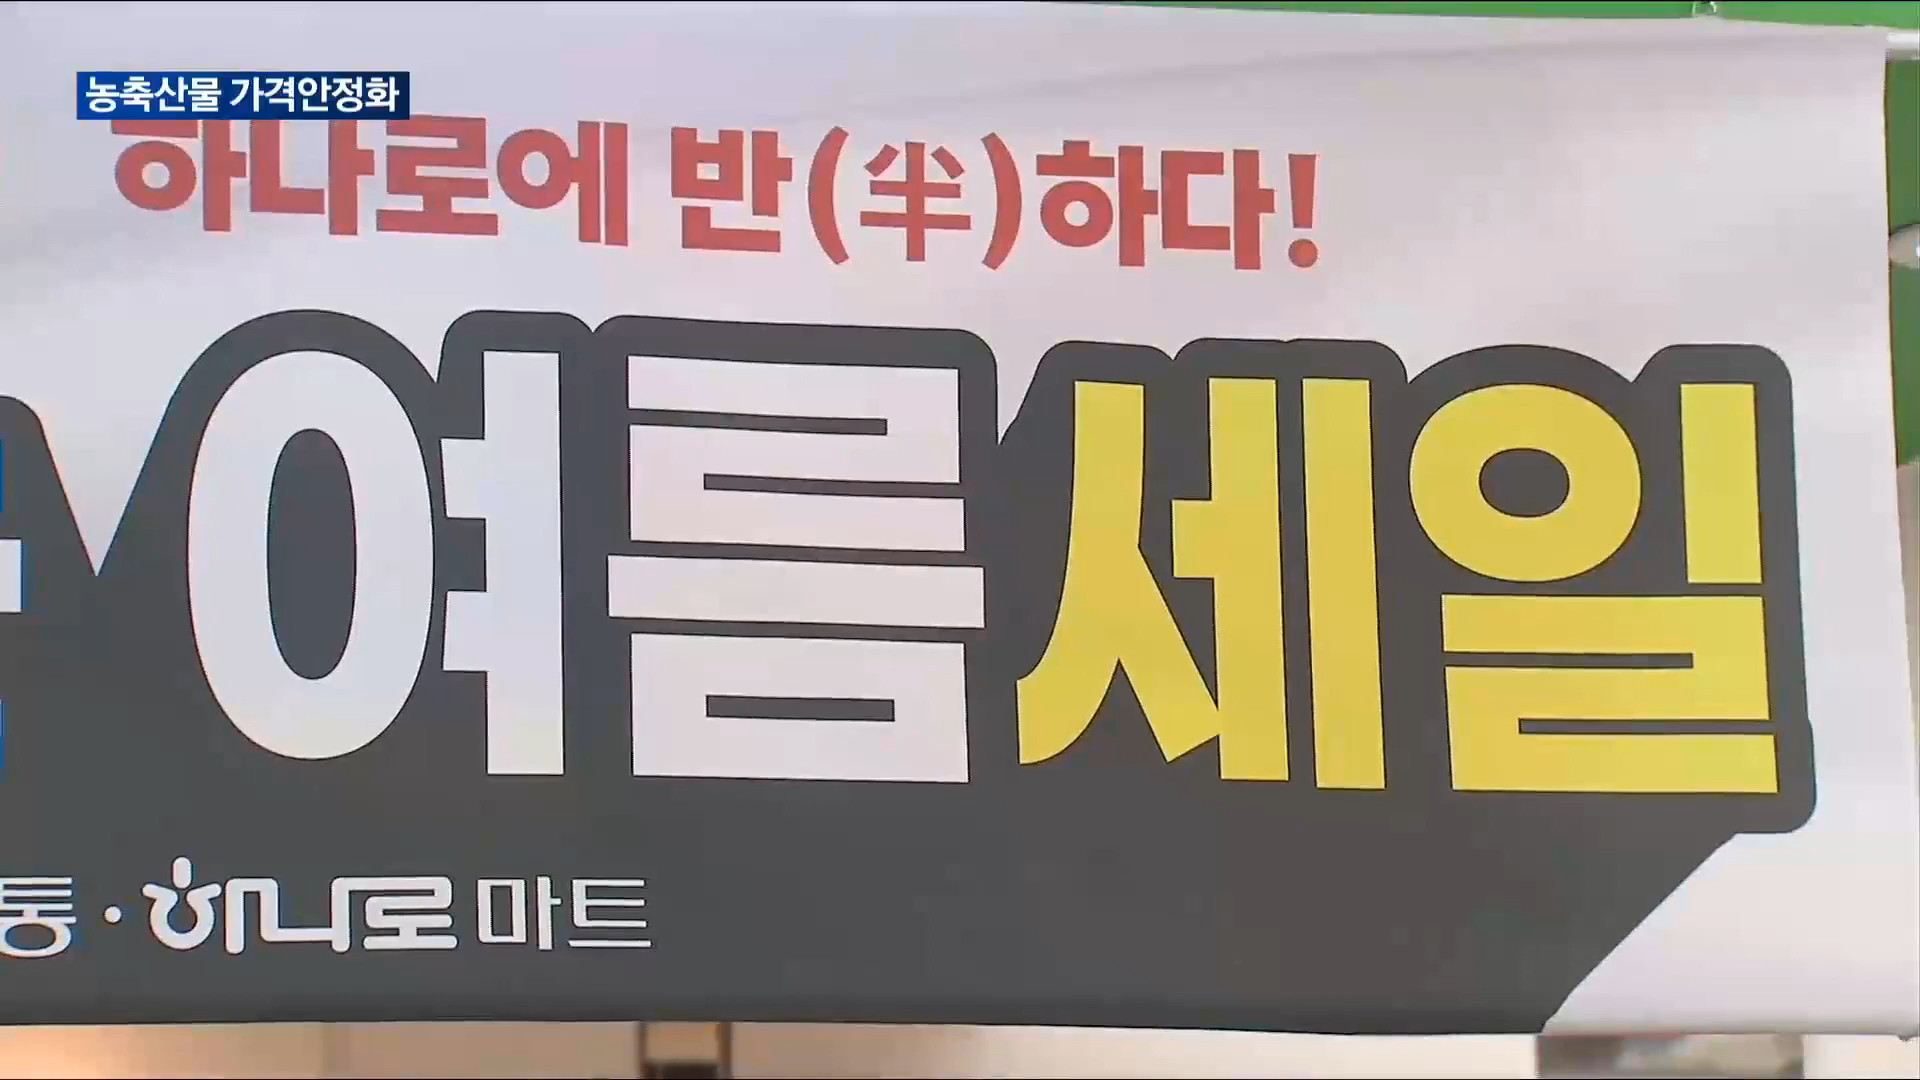 농축산물 가격안정화
하나로에 반(半)하다!
여름세일
통·하나로마트